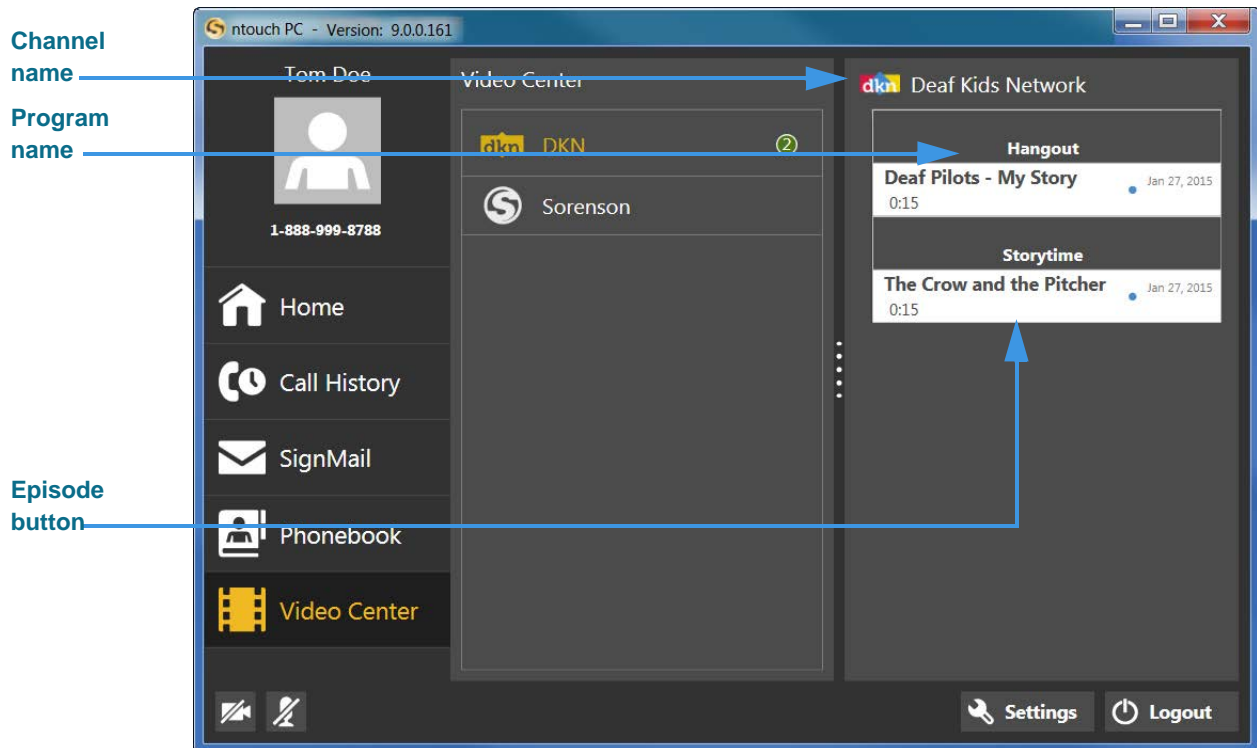 Channel
name
Program
name
Episode
button
ntouch PC - Version: 9.0.0.161
Tom Doe
1-888-999-8788
Home
Call History
SignMail
Phonebook
Video Center
Video Center
dkn DKN 2
S Sorenson
dkn Deaf Kids Network
Hangout
Deaf Pilots - My Story Jan 27, 2015
0:15
Storytime
The Crow and the Pitcher Jan 27, 2015
0:15
Settings
Logout